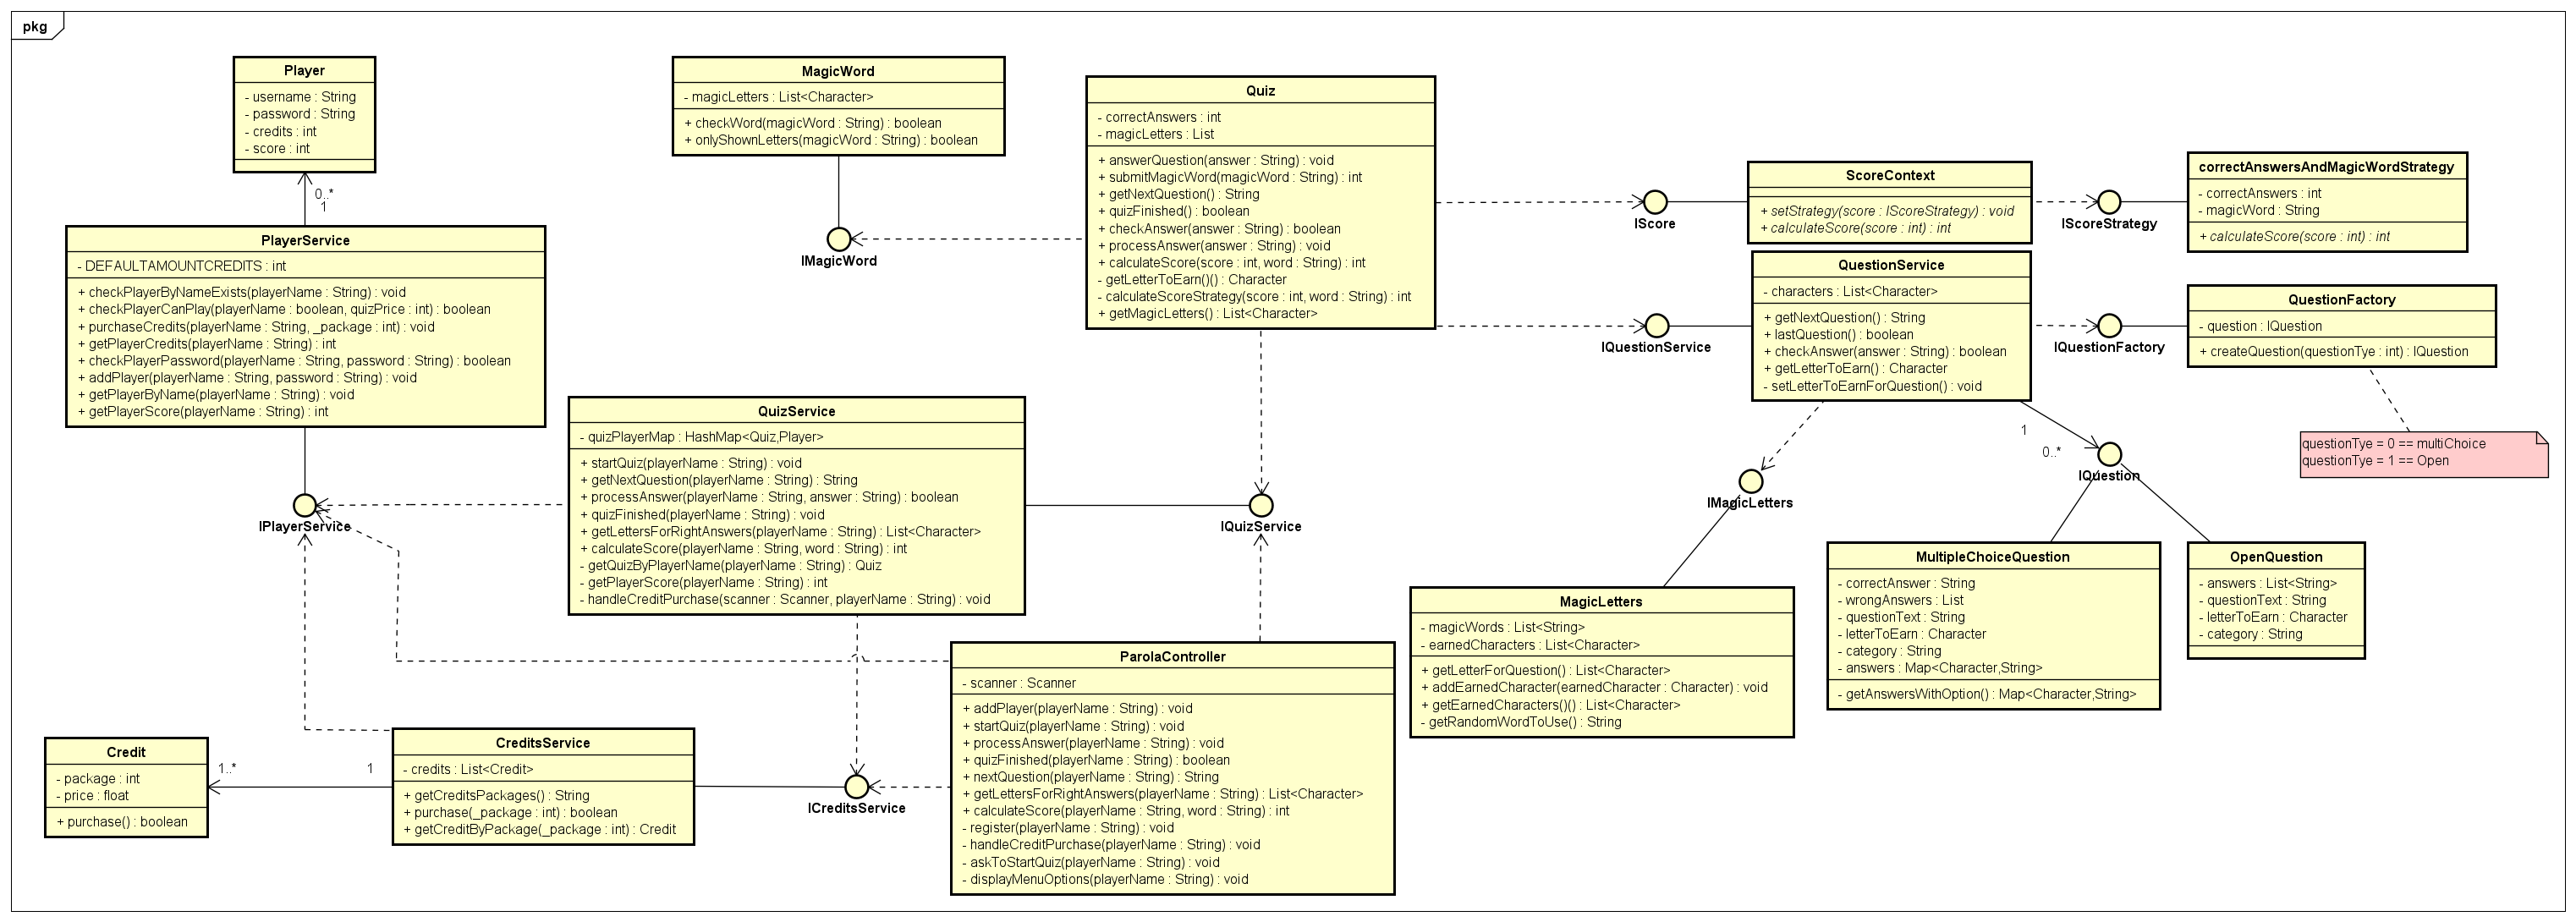 pkg
Player
- username : String
- password : String
- credits : int
- score : int
0..*
1
PlayerService
- DEFAULTAMOUNTCREDITS : int
+ checkPlayerByNameExists(playerName : String) : void
+ checkPlayerCanPlay(playerName : boolean, quizPrice : int) : boolean
+ purchaseCredits(playerName : String, _package : int) : void
+ getPlayerCredits(playerName : String) : int
+ checkPlayerPassword(playerName : String, password : String) : boolean
+ addPlayer(playerName : String, password : String) : void
+ getPlayerByName(playerName : String) : void
+ getPlayerScore(playerName : String) : int
IPlayerService
MagicWord
- magicLetters : List<Character>
+ checkWord(magicWord : String) : boolean
+ onlyShownLetters(magicWord : String) : boolean
IMagicWord
Quiz
- correctAnswers : int
- magicLetters : List
+ answerQuestion(answer : String) : void
+ submitMagicWord(magicWord : String) : int
+ getNextQuestion() : String
+ quizFinished() : boolean
+ checkAnswer(answer : String) : boolean
+ processAnswer(answer : String) : void
+ calculateScore(score : int, word : String) : int
- getLetterToEarn()() : Character
- calculateScoreStrategy(score : int, word : String) : int
+ getMagicLetters() : List<Character>
IScore
ScoreContext
+ setStrategy(score : IScoreStrategy) : void
+ calculateScore(score : int) : int
IScoreStrategy
correctAnswersAndMagicWordStrategy
- correctAnswers : int
- magicWord : String
+ calculateScore(score : int) : int
IQuestionService
QuestionService
- characters : List<Character>
+ getNextQuestion() : String
+ lastQuestion() : boolean
+ checkAnswer(answer : String) : boolean
+ getLetterToEarn() : Character
- setLetterToEarnForQuestion() : void
IQuestionFactory
QuestionFactory
- question : IQuestion
+ createQuestion(questionTye : int) : IQuestion
questionTye = 0 == multiChoice
questionTye = 1 == Open
1
0..*
IQuestion
IMagicLetters
QuizService
- quizPlayerMap : HashMap<Quiz,Player>
+ startQuiz(playerName : String) : void
+ getNextQuestion(playerName : String) : String
+ processAnswer(playerName : String, answer : String) : boolean
+ quizFinished(playerName : String) : void
+ getLettersForRightAnswers(playerName : String) : List<Character>
+ calculateScore(playerName : String, word : String) : int
- getQuizByPlayerName(playerName : String) : Quiz
- getPlayerScore(playerName : String) : int
- handleCreditPurchase(scanner : Scanner, playerName : String) : void
IQuizService
MultipleChoiceQuestion
- correctAnswer : String
- wrongAnswers : List
- questionText : String
- letterToEarn : Character
- category : String
- answers : Map<Character,String>
- getAnswersWithOption() : Map<Character,String>
OpenQuestion
- answers : List<String>
- questionText : String
- letterToEarn : Character
- category : String
MagicLetters
- magicWords : List<String>
- earnedCharacters : List<Character>
+ getLetterForQuestion() : List<Character>
+ addEarnedCharacter(earnedCharacter : Character) : void
+ getEarnedCharacters()() : List<Character>
- getRandomWordToUse() : String
ParolaController
- scanner : Scanner
+ addPlayer(playerName : String) : void
+ startQuiz(playerName : String) : void
+ processAnswer(playerName : String) : void
+ quizFinished(playerName : String) : boolean
+ nextQuestion(playerName : String) : String
+ getLettersForRightAnswers(playerName : String) : List<Character>
+ calculateScore(playerName : String, word : String) : int
- register(playerName : String) : void
- handleCreditPurchase(playerName : String) : void
- askToStartQuiz(playerName : String) : void
- displayMenuOptions(playerName : String) : void
Credit
- package : int
- price : float
+ purchase() : boolean
1..*
1
CreditsService
- credits : List<Credit>
+ getCreditsPackages() : String
+ purchase(_package : int) : boolean
+ getCreditByPackage(_package : int) : Credit
ICreditsService